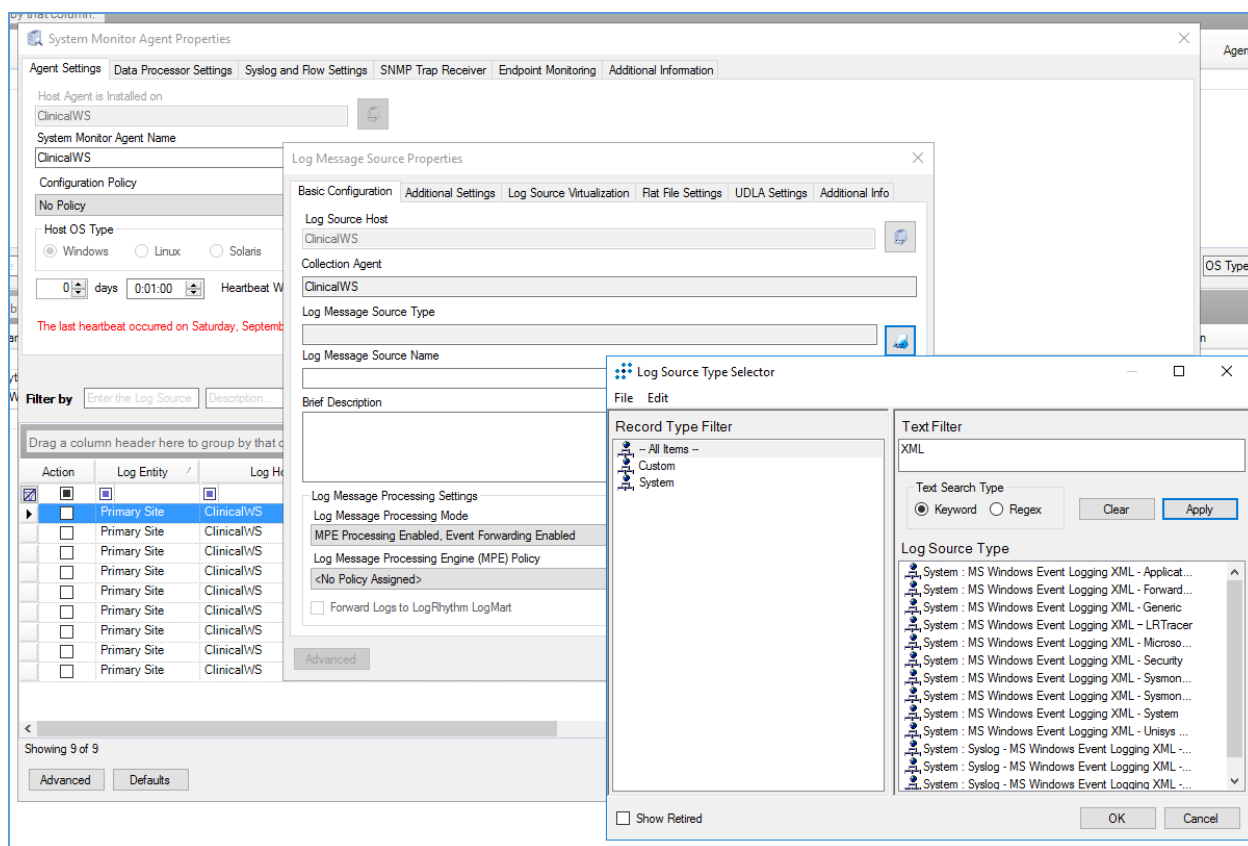 by that column.
System Monitor Agent Properties
Agent Settings Data Processor Settings Syslog and Flow Settings SNMP Trap Receiver Endpoint Monitoring Additional Information
Host Agent is Installed on
ClinicalWS
System Monitor Agent Name
ClinicalWS
Configuration Policy
No Policy
Host OS Type
Windows Linux Solaris
0 days 0:01:00 Heartbeat W
The last heartbeat occurred on Saturday, Septemb
Filter by Enter the Log Source Description...
Drag a column header here to group by that c
Action Log Entity Log Ho
Primary Site ClinicalWS
Primary Site ClinicalWS
Primary Site ClinicalWS
Primary Site ClinicalWS
Primary Site ClinicalWS
Primary Site ClinicalWS
Primary Site ClinicalWS
Primary Site ClinicalWS
Primary Site ClinicalWS
Showing 9 of 9
Advanced Defaults
Log Message Source Properties
Basic Configuration Additional Settings Log Source Virtualization Flat File Settings UDLA Settings Additional Info
Log Source Host
ClinicalWS
Collection Agent
ClinicalWS
Log Message Source Type
Log Message Source Name
Brief Description
Log Message Processing Settings
Log Message Processing Mode
MPE Processing Enabled, Event Forwarding Enabled
Log Message Processing Engine (MPE) Policy
<No Policy Assigned>
Forward Logs to LogRhythm LogMart
Advanced
Log Source Type Selector
File Edit
Record Type Filter
-- All Items --
Custom
System
Text Filter
XML
Text Search Type
Keyword Regex Clear Apply
Log Source Type
System : MS Windows Event Logging XML - Applicat...
System : MS Windows Event Logging XML - Forward...
System : MS Windows Event Logging XML - Generic
System : MS Windows Event Logging XML – LRTracer
System : MS Windows Event Logging XML - Microso...
System : MS Windows Event Logging XML - Security
System : MS Windows Event Logging XML - Sysmon...
System : MS Windows Event Logging XML - Sysmon...
System : MS Windows Event Logging XML - System
System : MS Windows Event Logging XML - Unisys ...
System : Syslog - MS Windows Event Logging XML -...
System : Syslog - MS Windows Event Logging XML -...
System : Syslog - MS Windows Event Logging XML -...
Show Retired
OK Cancel
Agen
OS Type